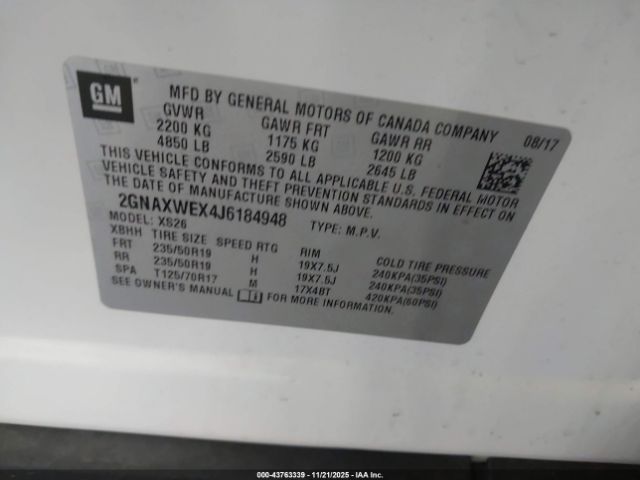 GM
MFD BY GENERAL MOTORS OF CANADA COMPANY 08/17
GVWR GAWR FRT GAWR RR
2200 KG 1175 KG 1200 KG
4850 LB 2590 LB 2645 LB
THIS VEHICLE CONFORMS TO ALL APPLICABLE U.S. FEDERAL MOTOR
VEHICLE SAFETY AND THEFT PREVENTION STANDARDS IN EFFECT ON
THE DATE OF MANUFACTURE SHOWN ABOVE.
2GNAXWEX4J6184948 TYPE: M.P.V.
MODEL: XS26
XBHH TIRE SIZE SPEED RTG RIM COLD TIRE PRESSURE
FRT 235/50R19 H 19X7.5J 240KPA(35PSI)
RR 235/50R19 H 19X7.5J 240KPA(35PSI)
SPA T125/70R17 M 17X4BT 420KPA(60PSI)
SEE OWNER'S MANUAL FOR MORE INFORMATION.
000-43763339 - 11/21/2025 - IAA Inc.